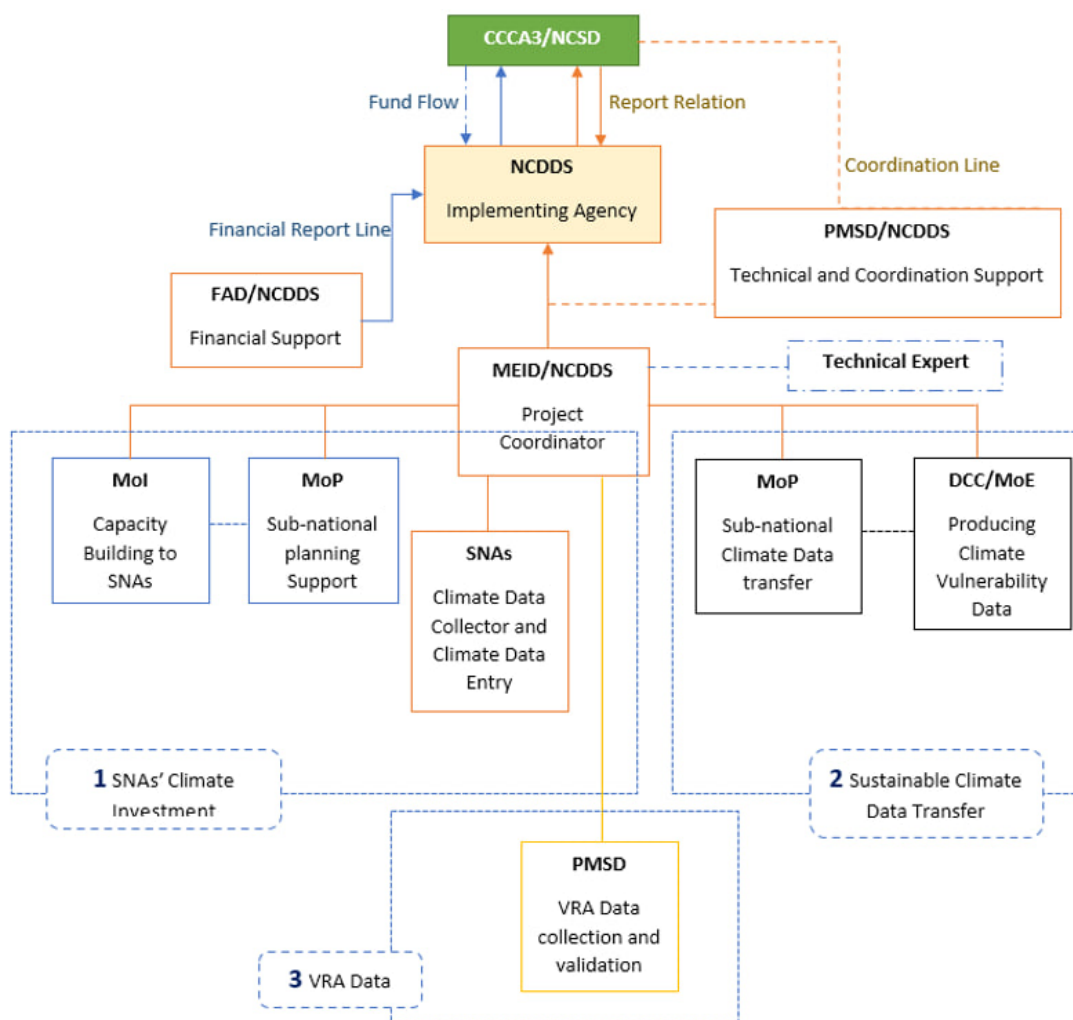 CCCA3/NCSD
Fund Flow
Report Relation
NCDDS
Implementing Agency
Coordination Line
Financial Report Line
PMSD/NCDDS
Technical and Coordination Support
FAD/NCDDS
Financial Support
MEID/NCDDS
Project
Coordinator
Technical Expert
MoI
Capacity
Building to
SNAs
MoP
Sub-national
planning
Support
SNAs
Climate Data
Collector and
Climate Data
Entry
MoP
Sub-national
Climate Data
transfer
DCC/MoE
Producing
Climate
Vulnerability
Data
1 SNAs' Climate
Investment
2 Sustainable Climate
Data Transfer
PMSD
VRA Data
collection and
validation
3 VRA Data